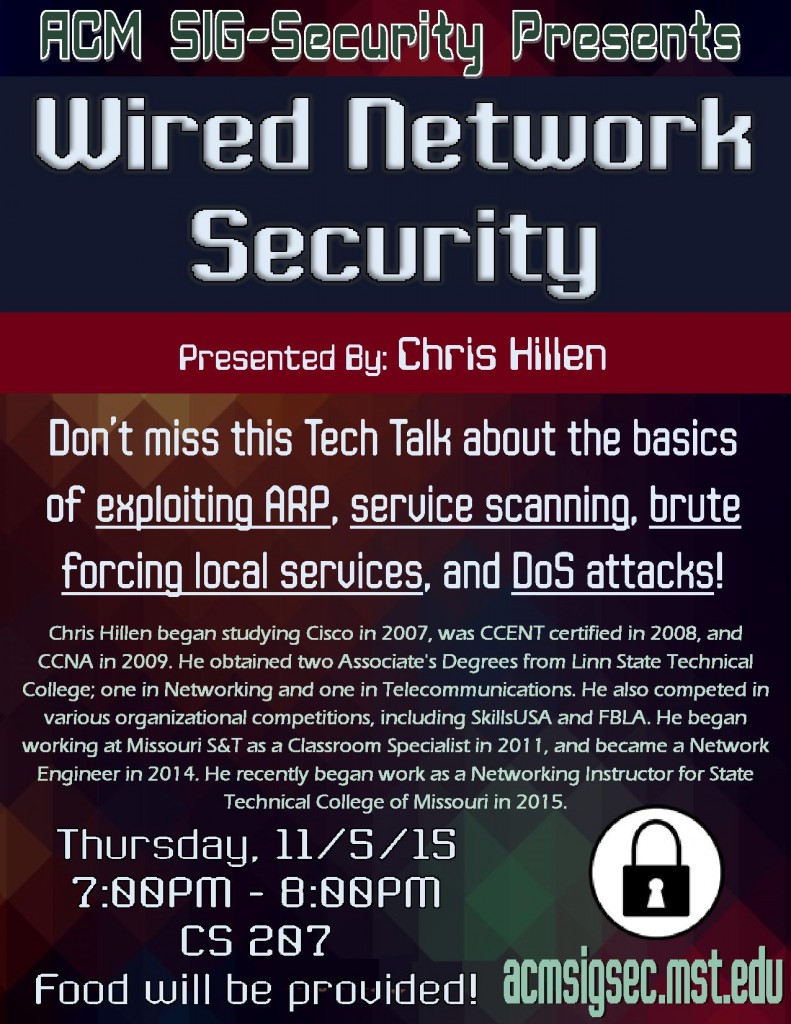 ACM SIG-Security Presents
Wired Network
Security
Presented By: Chris Hillen
Don't miss this Tech Talk about the basics
of exploiting ARP, service scanning, brute
forcing local services, and DoS attacks!
Chris Hillen began studying Cisco in 2007, was CCENT certified in 2008, and
CCNA in 2009. He obtained two Associate's Degrees from Linn State Technical
College; one in Networking and one in Telecommunications. He also competed in
various organizational competitions, including SkillsUSA and FBLA. He began
working at Missouri S&T as a Classroom Specialist in 2011, and became a Network
Engineer in 2014. He recently began work as a Networking Instructor for State
Technical College of Missouri in 2015.
Thursday, 11/5/15
7:00PM - 8:00PM
CS 207
Food will be provided!
acmsigsec.mst.edu